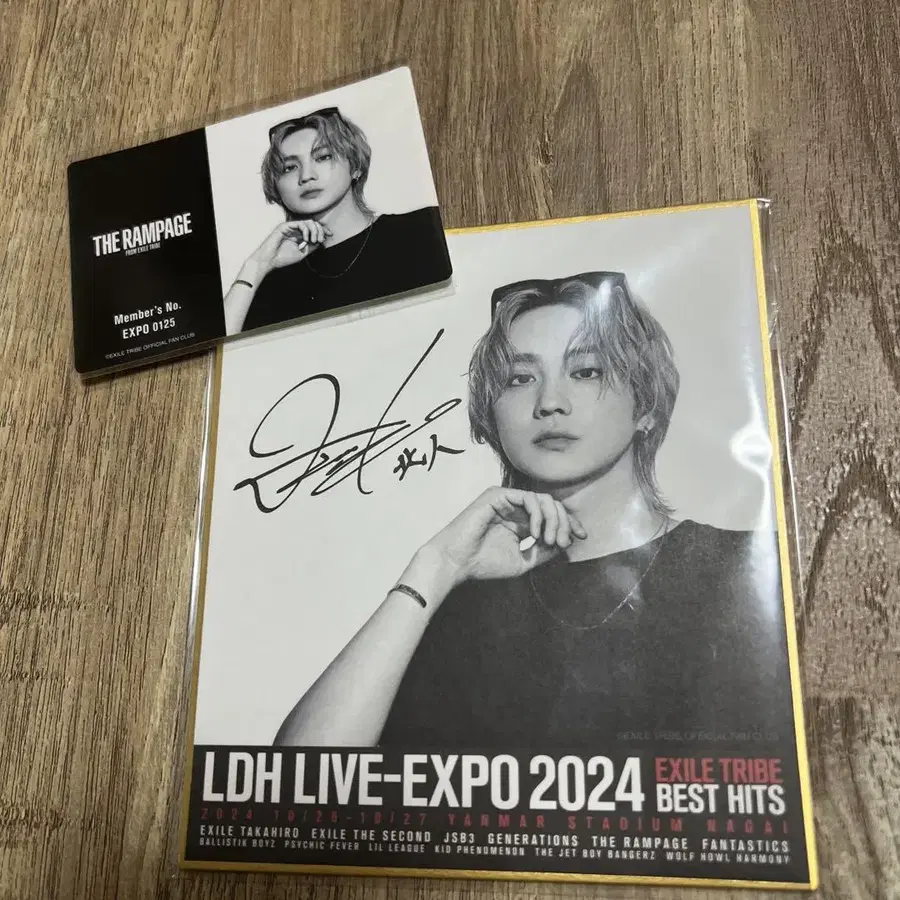 THE RAMPAGE
FROM EXILE TRIBE
Member's No.
EXPO 0125
©EXILE TRIBE OFFICIAL FAN CLUB
北人
©EXILE TRIBE OFFICIAL FAN CLUB
LDH LIVE-EXPO 2024 EXILE TRIBE
BEST HITS
2024 10/26-10/27 YANMAR STADIUM NAGAI
EXILE TAKAHIRO EXILE THE SECOND JSB3 GENERATIONS THE RAMPAGE FANTASTICS
BALLISTIK BOYZ PSYCHIC FEVER LIL LEAGUE KID PHENOMENON THE JET BOY BANGERZ WOLF HOWL HARMONY